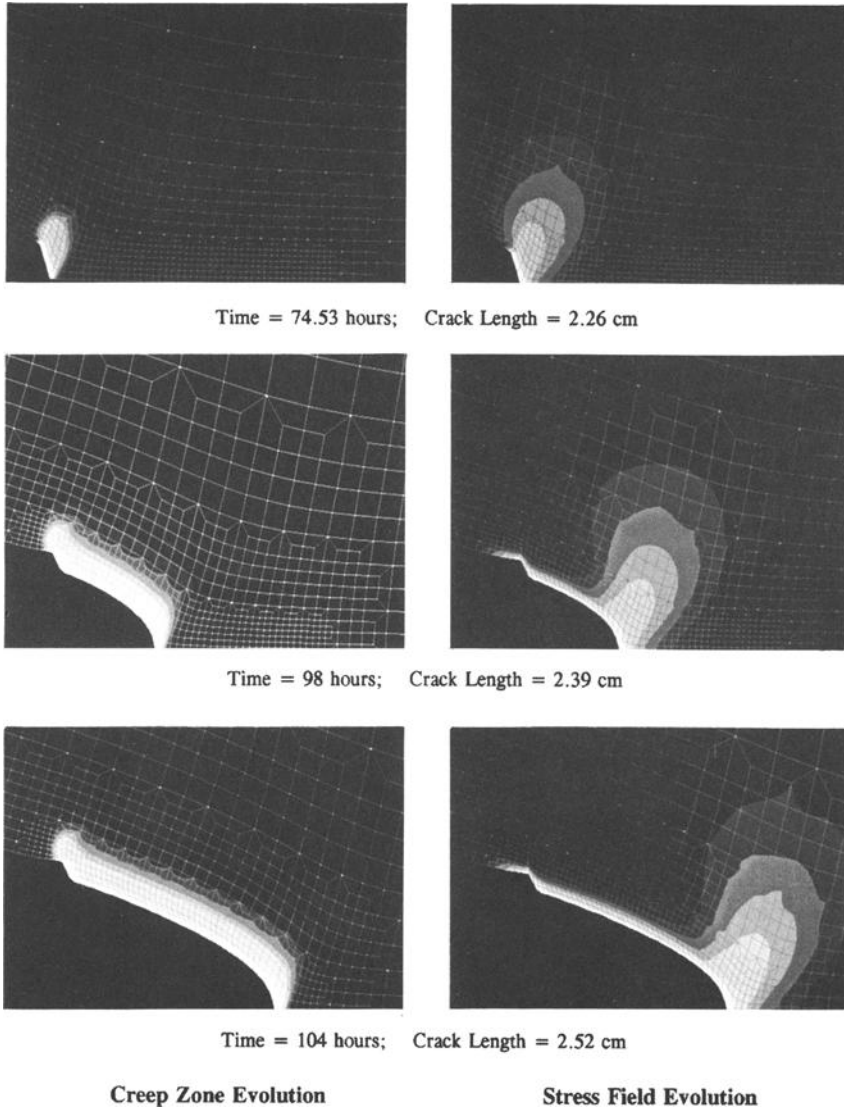 Time = 74.53 hours; Crack Length = 2.26 cm
Time = 98 hours; Crack Length = 2.39 cm
Time = 104 hours; Crack Length = 2.52 cm
Creep Zone Evolution Stress Field Evolution